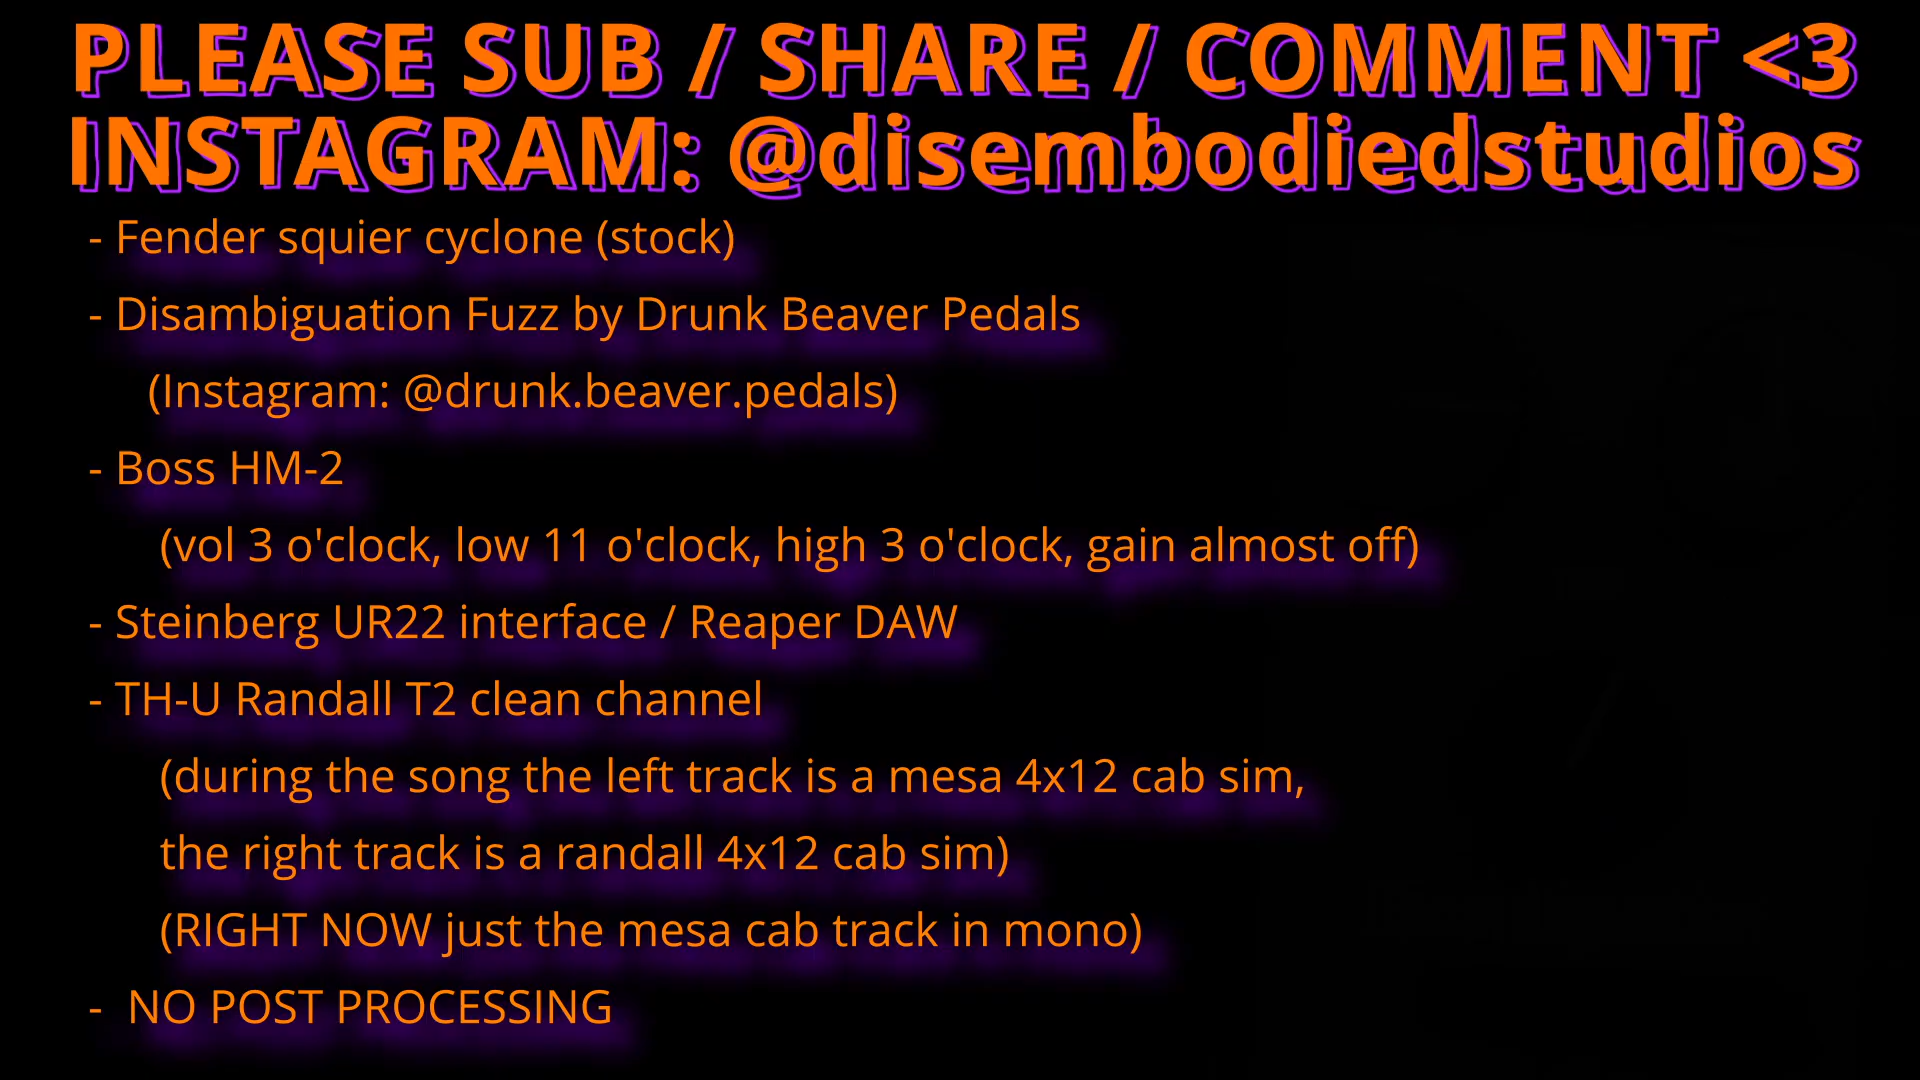 PLEASE SUB / SHARE / COMMENT <3
INSTAGRAM: @disembodiedstudios
- Fender squier cyclone (stock)
- Disambiguation Fuzz by Drunk Beaver Pedals
(Instagram: @drunk.beaver.pedals)
- Boss HM-2
(vol 3 o'clock, low 11 o'clock, high 3 o'clock, gain almost off)
- Steinberg UR22 interface / Reaper DAW
- TH-U Randall T2 clean channel
(during the song the left track is a mesa 4x12 cab sim,
the right track is a randall 4x12 cab sim)
(RIGHT NOW just the mesa cab track in mono)
- NO POST PROCESSING